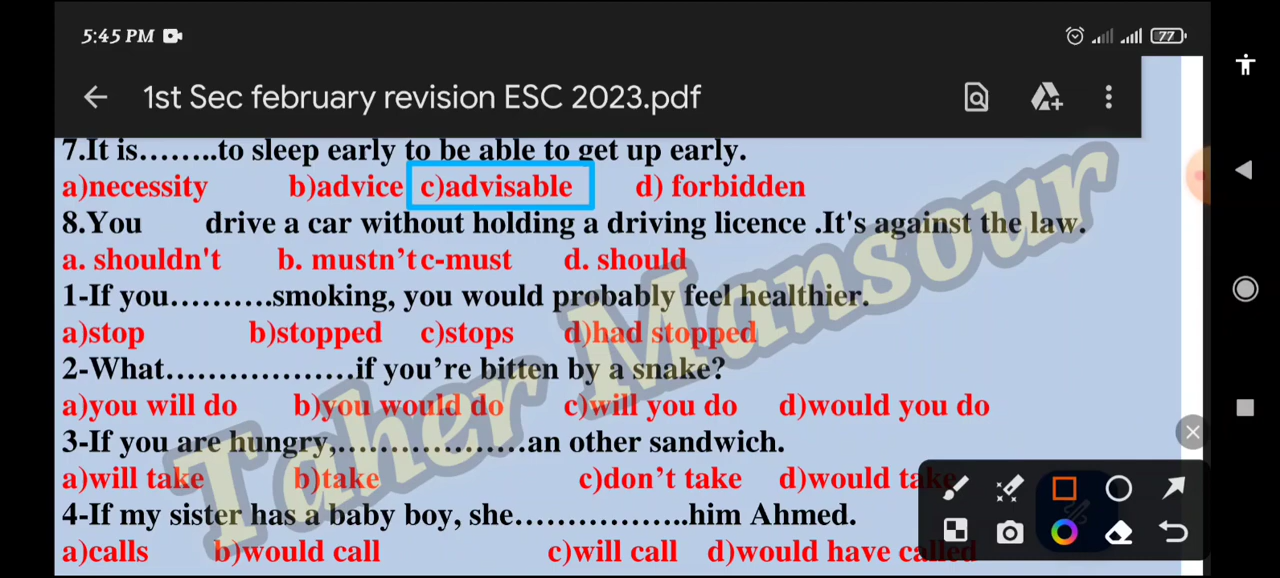 5:45 PM
77
1st Sec february revision ESC 2023.pdf
7.It is……..to sleep early to be able to get up early.
a)necessity b)advice c)advisable d) forbidden
8.You drive a car without holding a driving licence .It's against the law.
a. shouldn't b. mustn’t c-must d. should
1-If you……….smoking, you would probably feel healthier.
a)stop b)stopped c)stops d)had stopped
2-What………………if you’re bitten by a snake?
a)you will do b)you would do c)will you do d)would you do
3-If you are hungry,………………an other sandwich.
a)will take b)take c)don’t take d)would take
4-If my sister has a baby boy, she……………..him Ahmed.
a)calls b)would call c)will call d)would have called
Taher Mansour